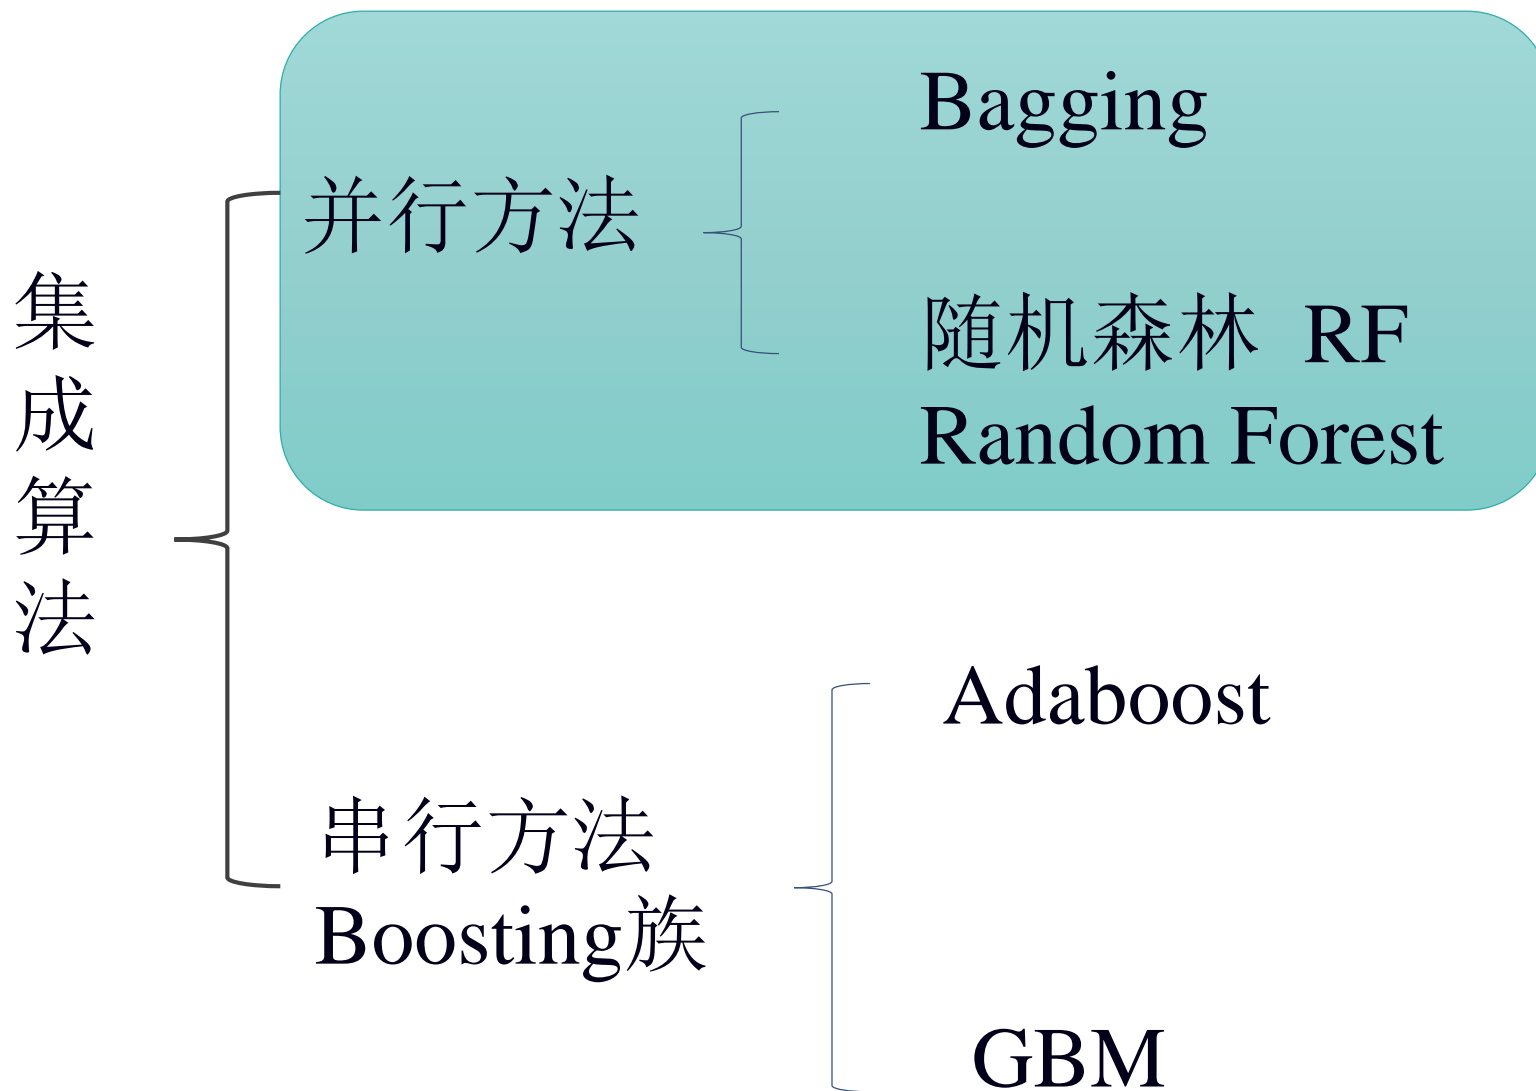 集成算法
并行方法
Bagging
随机森林 RF
Random Forest
串行方法
Boosting族
Adaboost
GBM